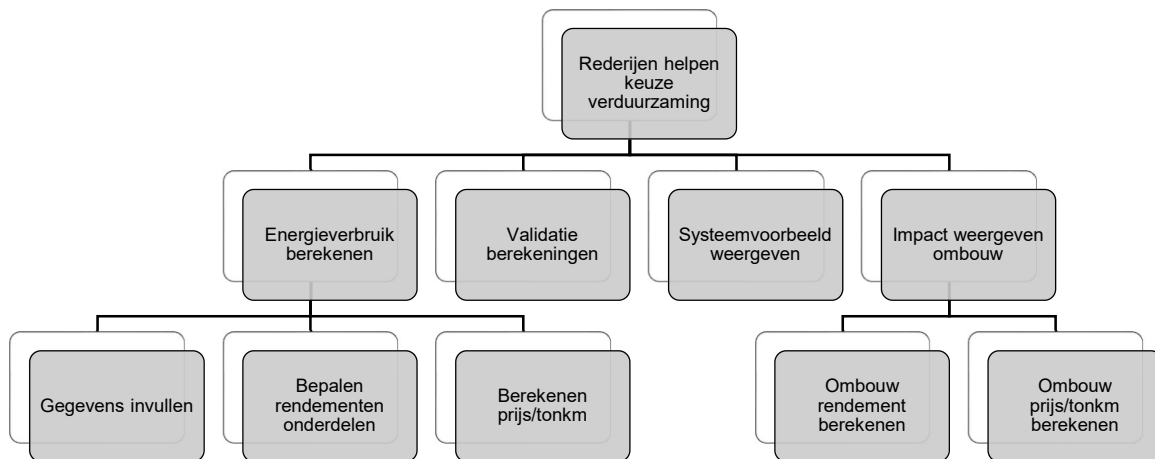 Rederijen helpen
keuze
verduurzaming
Energieverbruik
berekenen
Validatie
berekeningen
Systeemvoorbeeld
weergeven
Impact weergeven
ombouw
Gegevens invullen
Bepalen
rendementen
onderdelen
Berekenen
prijs/tonkm
Ombouw
rendement
berekenen
Ombouw
prijs/tonkm
berekenen